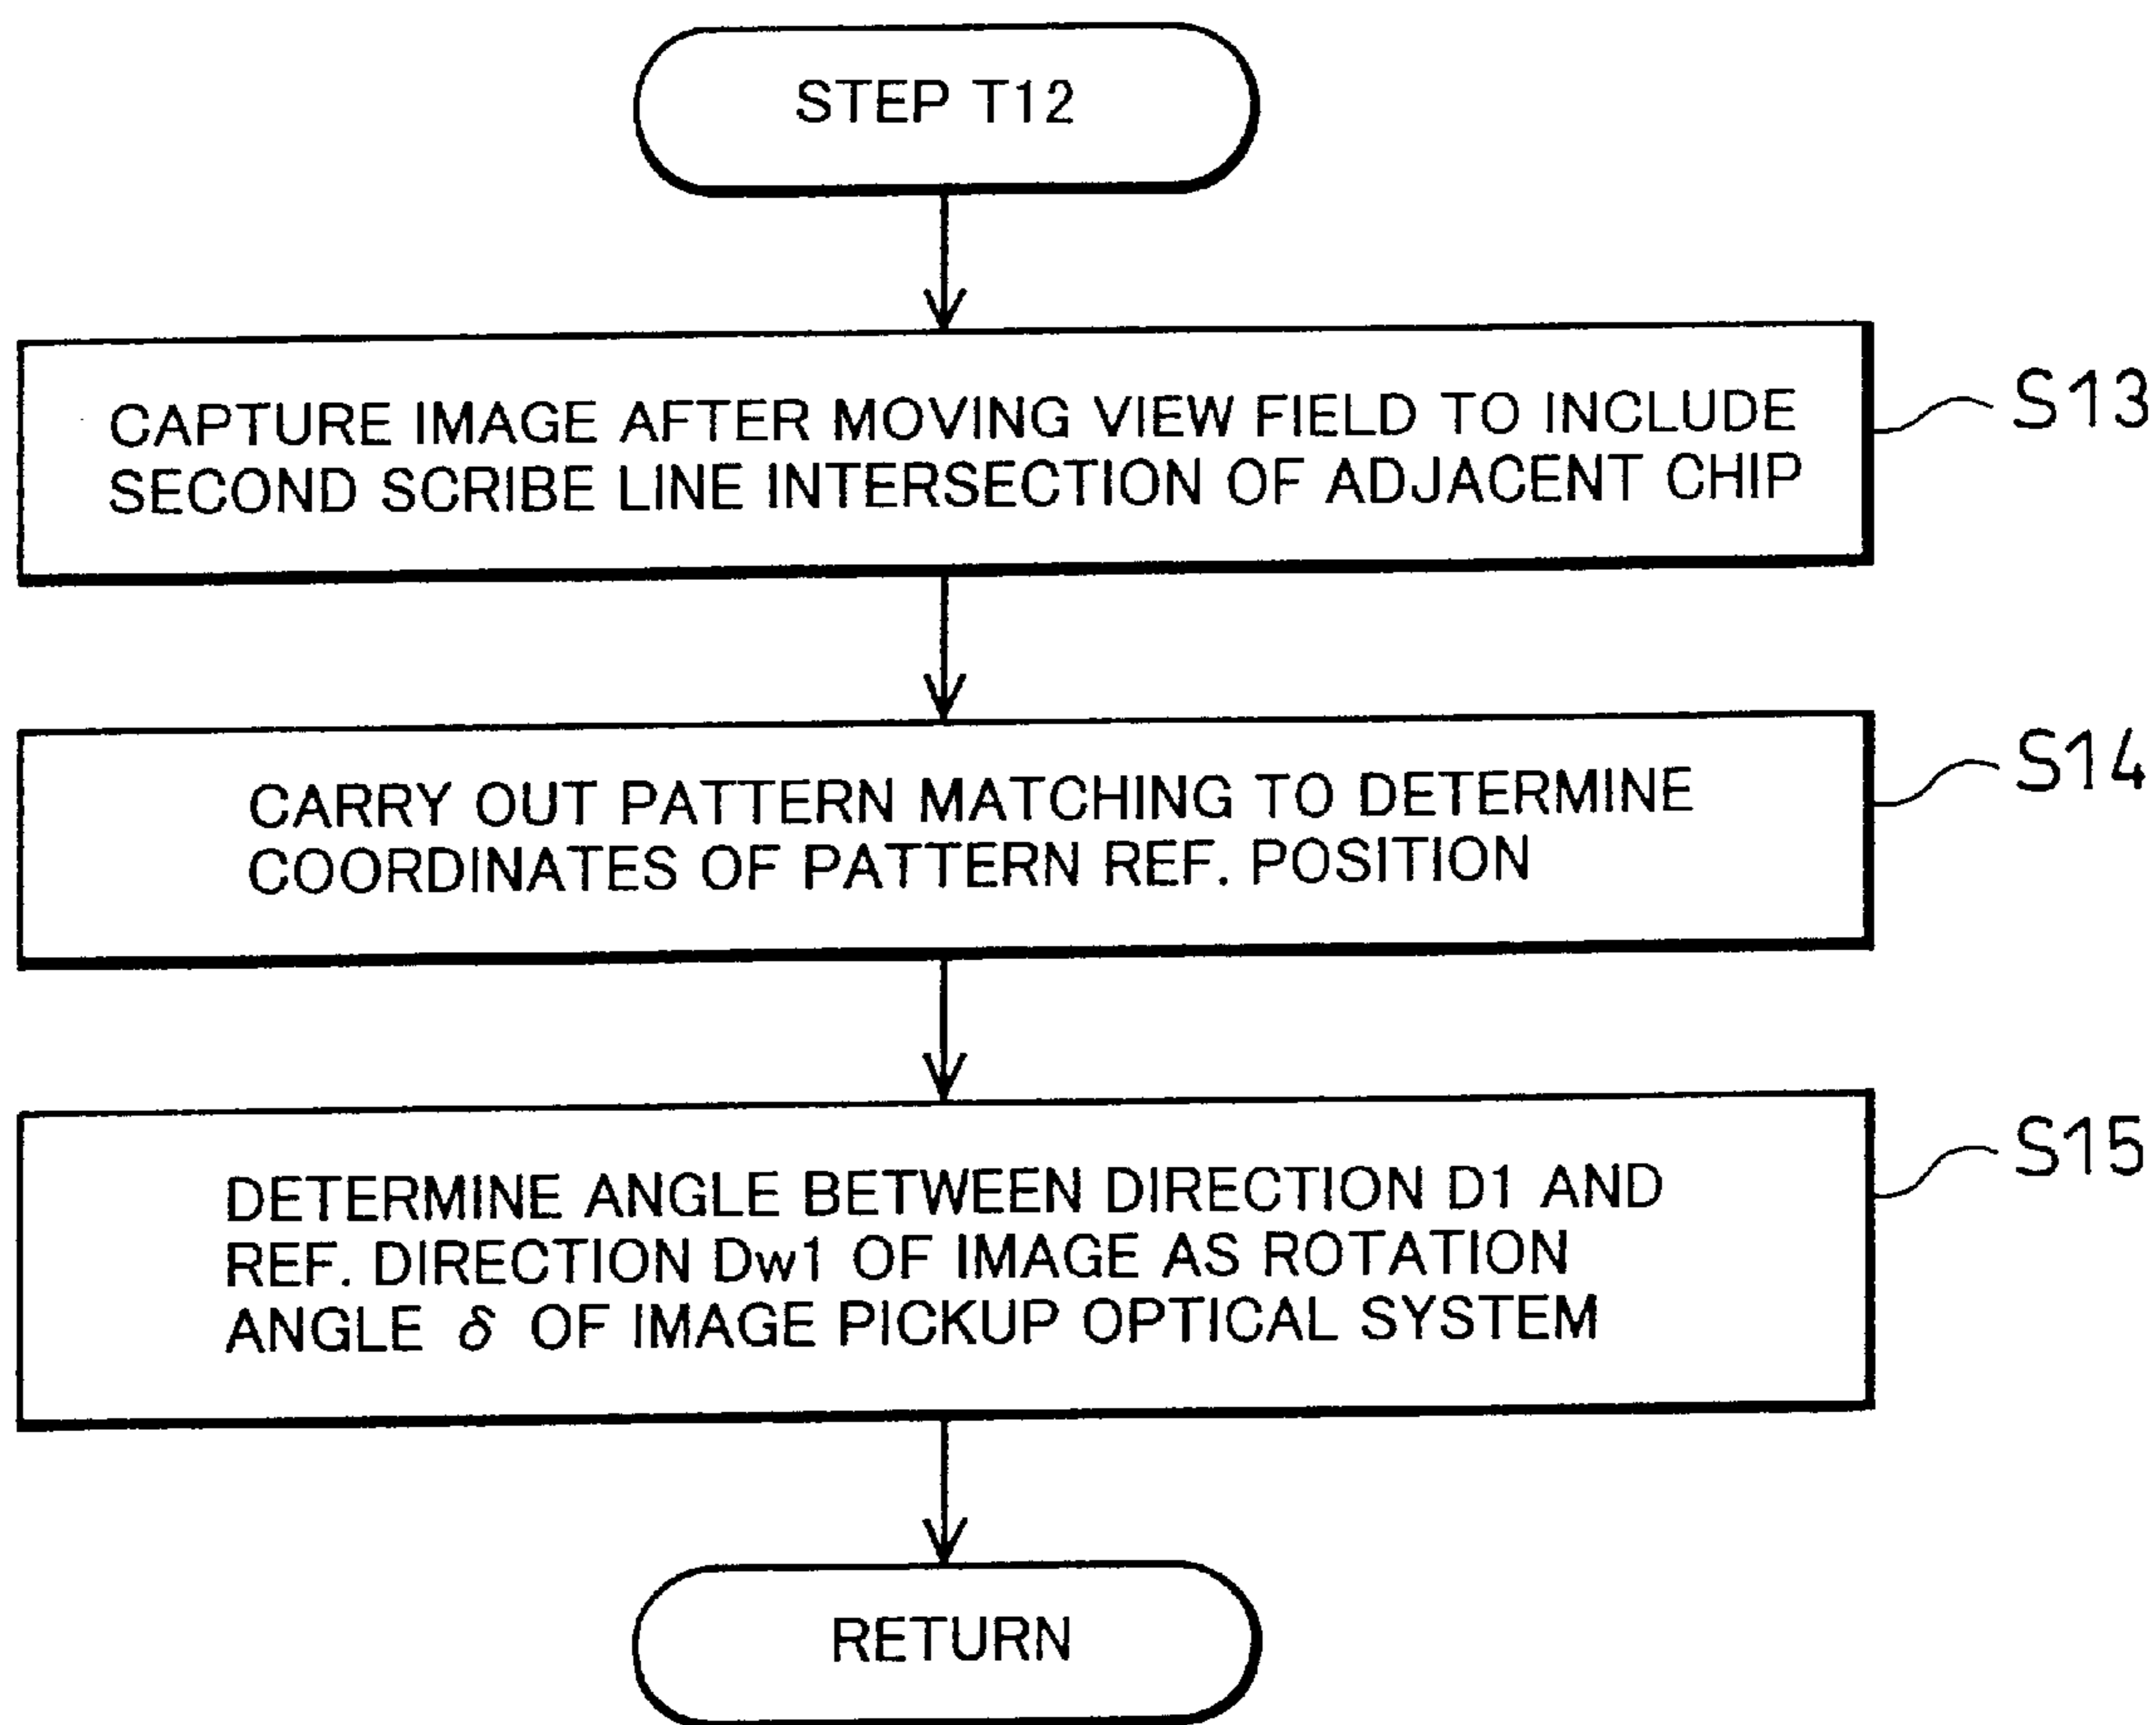 STEP T12
CAPTURE IMAGE AFTER MOVING VIEW FIELD TO INCLUDE
SECOND SCRIBE LINE INTERSECTION OF ADJACENT CHIP
S13
CARRY OUT PATTERN MATCHING TO DETERMINE
COORDINATES OF PATTERN REF. POSITION
S14
DETERMINE ANGLE BETWEEN DIRECTION D1 AND
REF. DIRECTION Dw1 OF IMAGE AS ROTATION
ANGLE δ OF IMAGE PICKUP OPTICAL SYSTEM
S15
RETURN